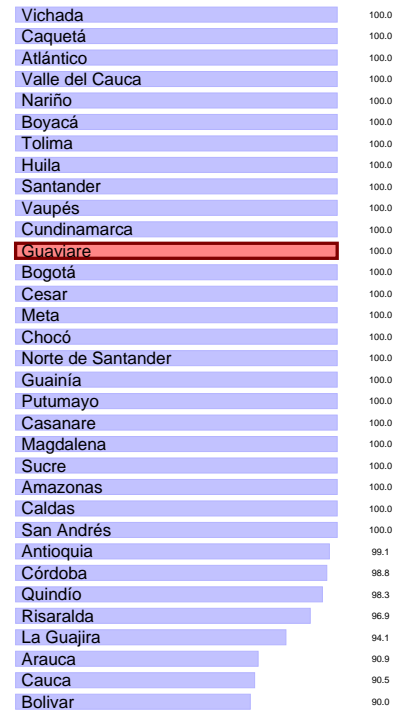 Vichada 100.0
Caquetá 100.0
Atlántico 100.0
Valle del Cauca 100.0
Nariño 100.0
Boyacá 100.0
Tolima 100.0
Huila 100.0
Santander 100.0
Vaupés 100.0
Cundinamarca 100.0
Guaviare 100.0
Bogotá 100.0
Cesar 100.0
Meta 100.0
Chocó 100.0
Norte de Santander 100.0
Guainía 100.0
Putumayo 100.0
Casanare 100.0
Magdalena 100.0
Sucre 100.0
Amazonas 100.0
Caldas 100.0
San Andrés 100.0
Antioquia 99.1
Córdoba 98.8
Quindío 98.3
Risaralda 96.9
La Guajira 94.1
Arauca 90.9
Cauca 90.5
Bolivar 90.0